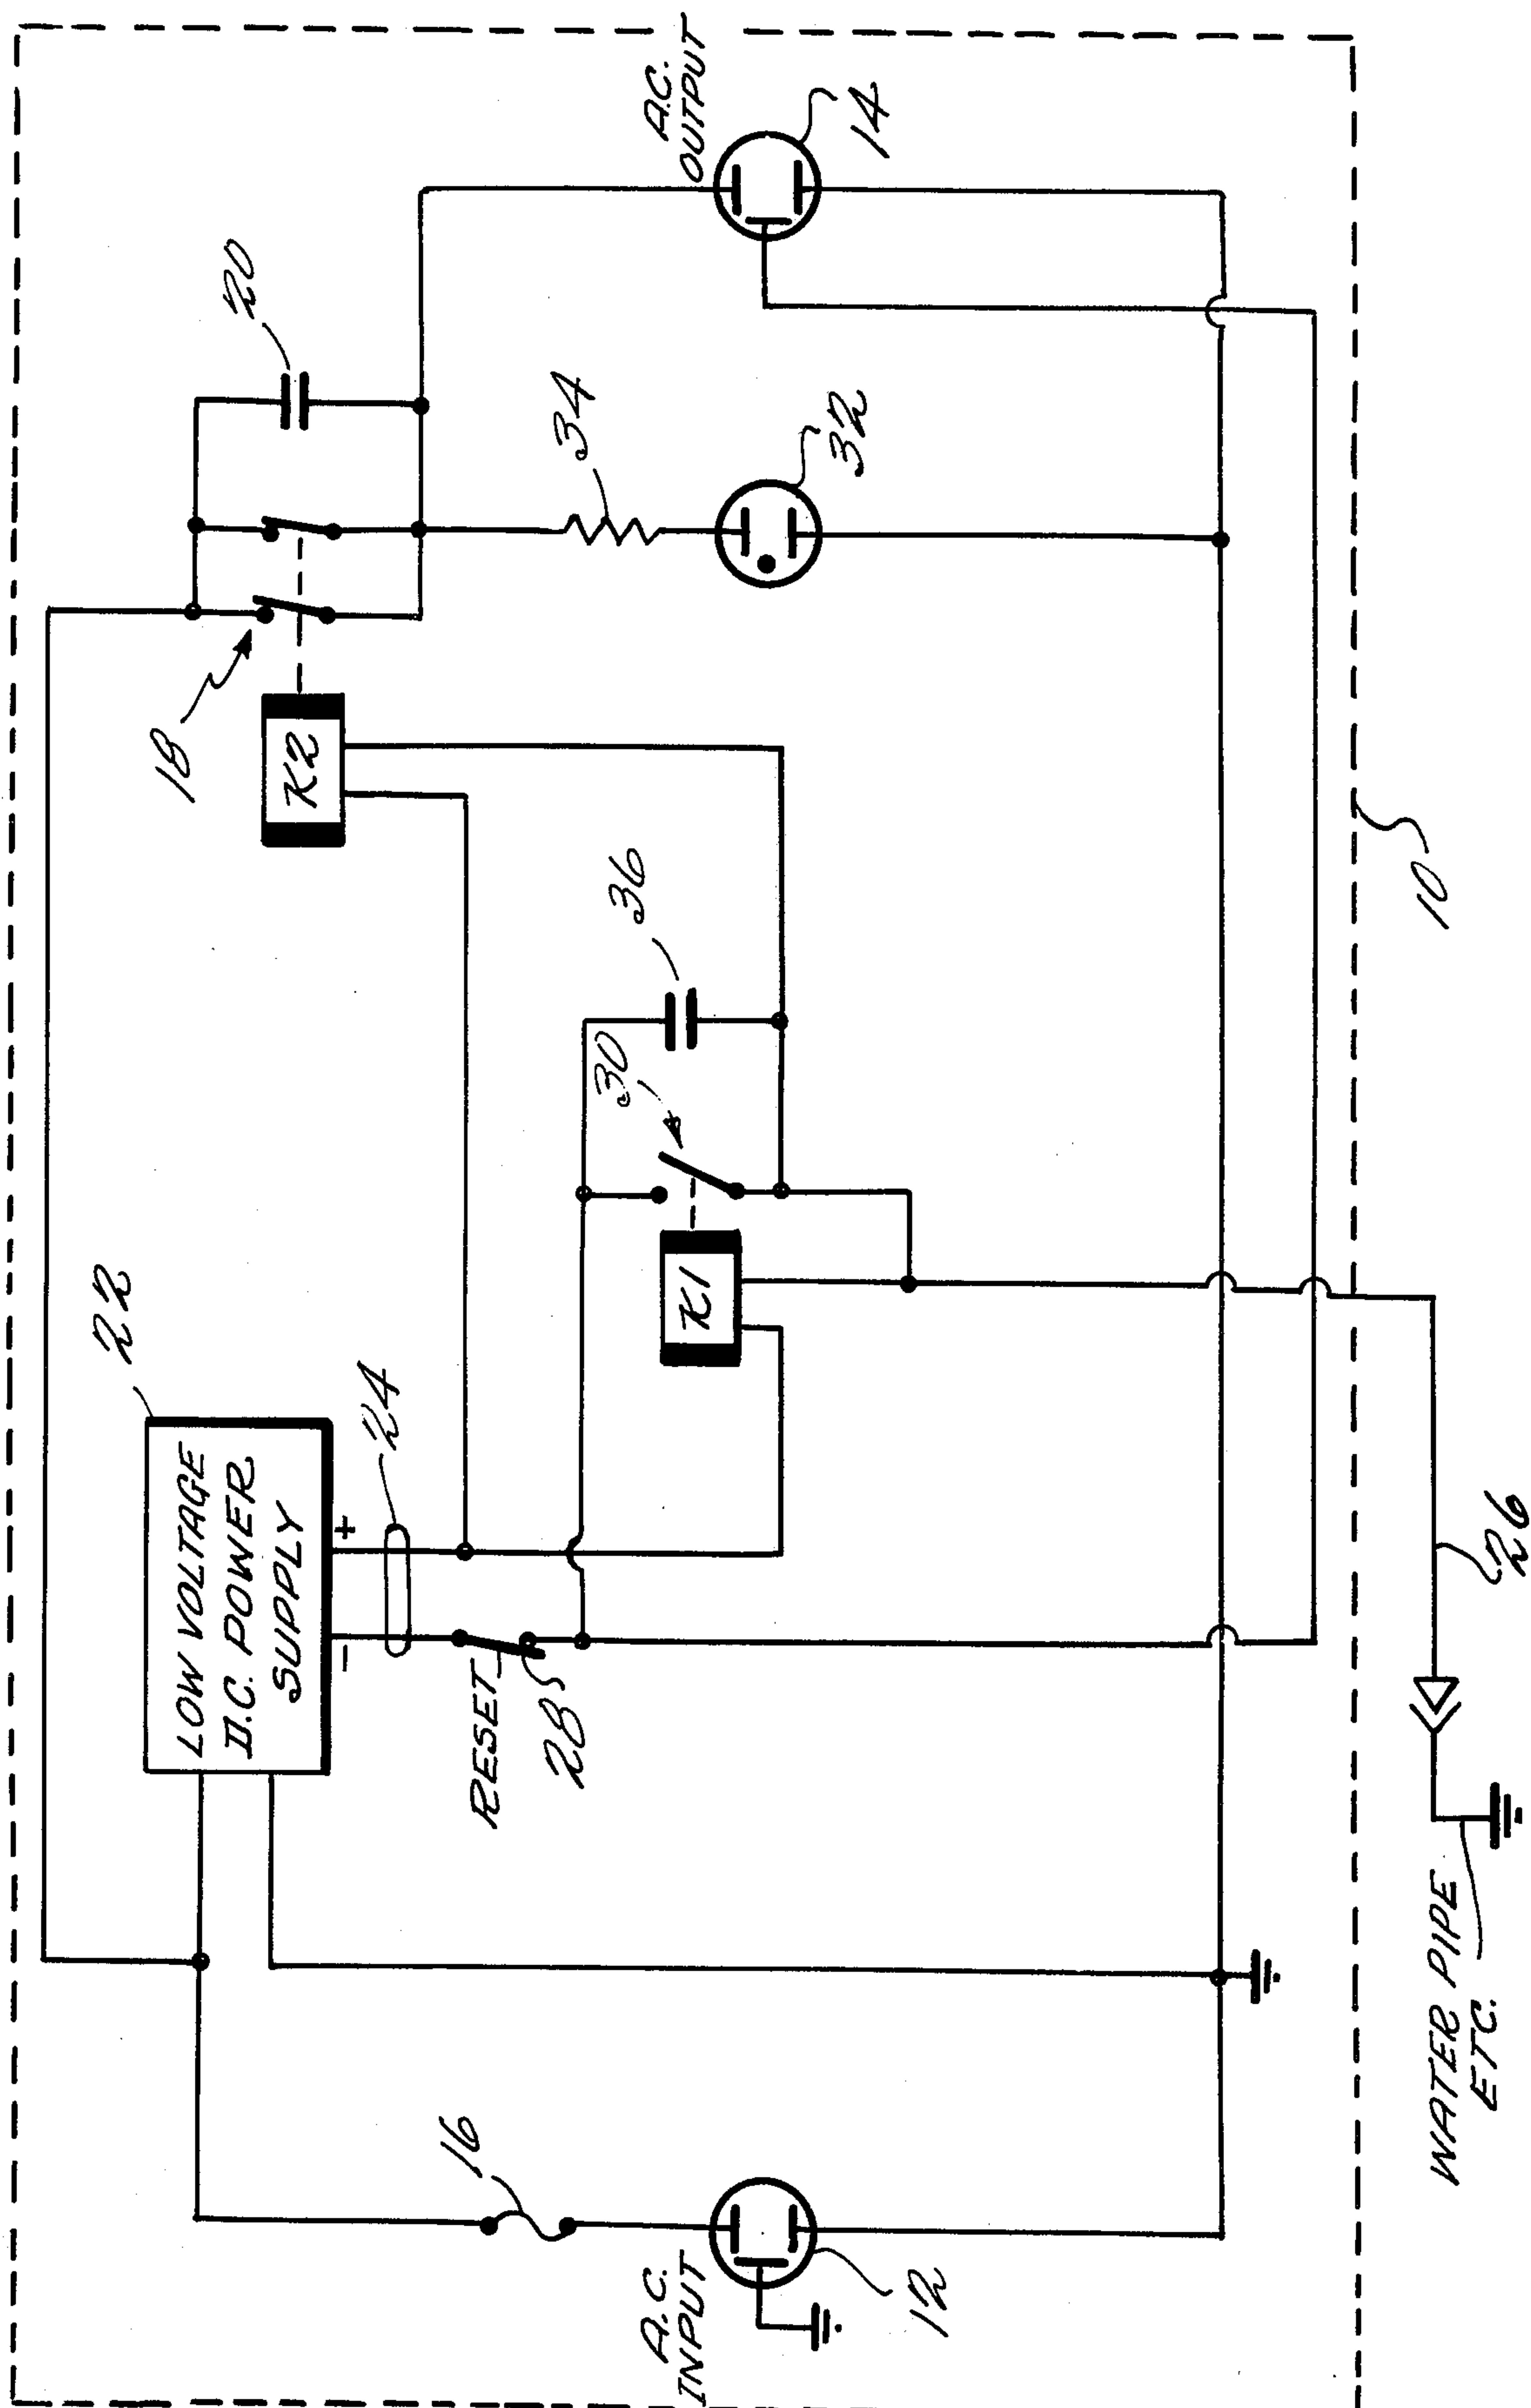 A.C.
OUTPUT
14
20
34
32
18
K2
36
30
K1
10
22
LOW VOLTAGE
D.C. POWER
SUPPLY
+
−
24
RESET
28
26
WATER PIPE
ETC.
16
A.C.
INPUT
12